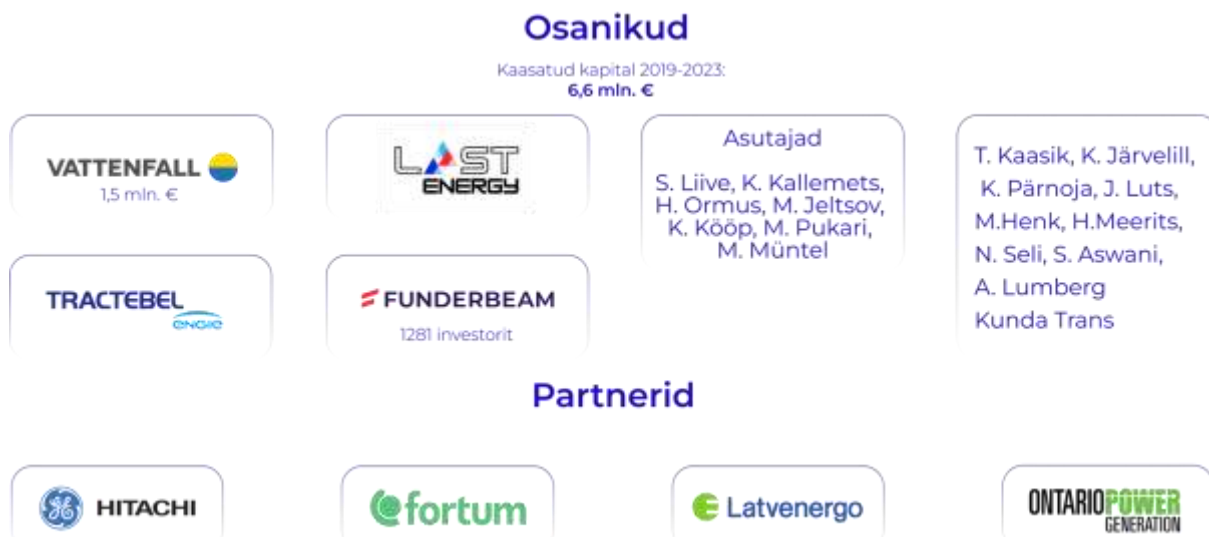 Osanikud
Kaasatud kapital 2019-2023:
6,6 mln. €
VATTENFALL
1,5 mln. €
LAST
ENERGY
Asutajad
S. Liive, K. Kallemets,
H. Ormus, M. Jeltsov,
K. Kööp, M. Pukari,
M. Müntel
T. Kaasik, K. Järvelill,
K. Pärnoja, J. Luts,
M.Henk, H.Meerits,
N. Seli, S. Aswani,
A. Lumberg
Kunda Trans
TRACTEBEL
ENGIE
FUNDERBEAM
1281 investorit
Partnerid
GE HITACHI
fortum
Latvenergo
ONTARIOPOWER
GENERATION